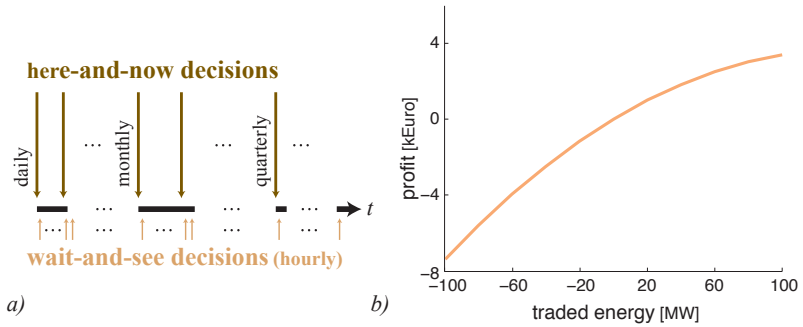 here-and-now decisions
daily
monthly
quarterly
... ... ...
... ... ... t
... ... ...
wait-and-see decisions (hourly)
a)
profit [kEuro]
4
0
−4
−8
−100 −60 −20 20 60 100
traded energy [MW]
b)